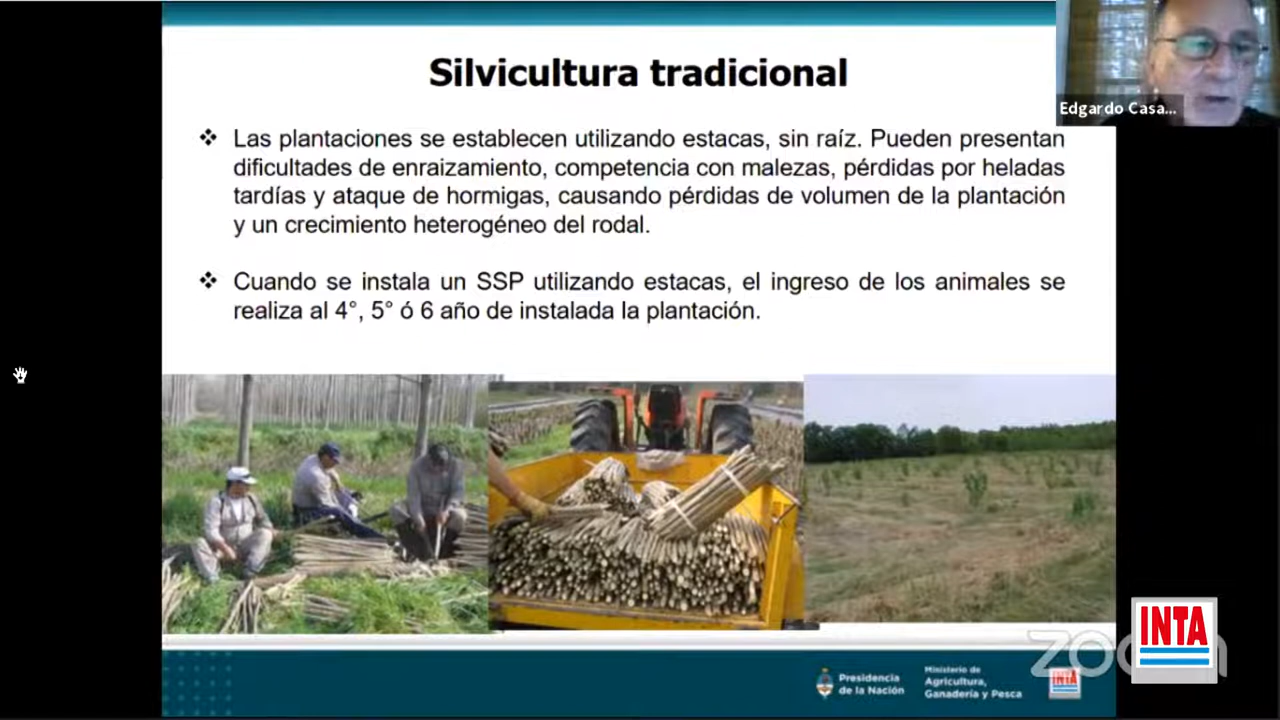 Silvicultura tradicional
Edgardo Casa...
❖ Las plantaciones se establecen utilizando estacas, sin raíz. Pueden presentan
dificultades de enraizamiento, competencia con malezas, pérdidas por heladas
tardías y ataque de hormigas, causando pérdidas de volumen de la plantación
y un crecimiento heterogéneo del rodal.
❖ Cuando se instala un SSP utilizando estacas, el ingreso de los animales se
realiza al 4°, 5° ó 6 año de instalada la plantación.
Presidencia
de la Nación
Ministerio de
Agricultura,
Ganadería y Pesca
INTA
zoom
INTA